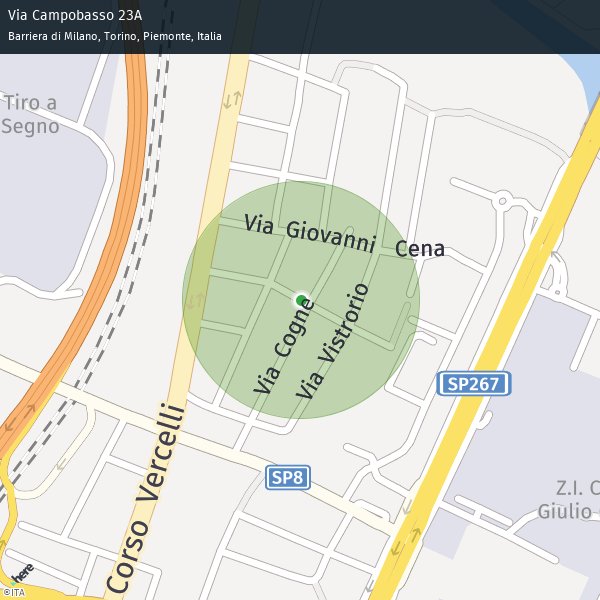 Via Campobasso 23A
Barriera di Milano, Torino, Piemonte, Italia
Tiro a
Segno
Via Giovanni Cena
Via Cogne
Via Vistrorio
SP267
Corso Vercelli
SP8
Z.I. C
Giulio
here
©ITA